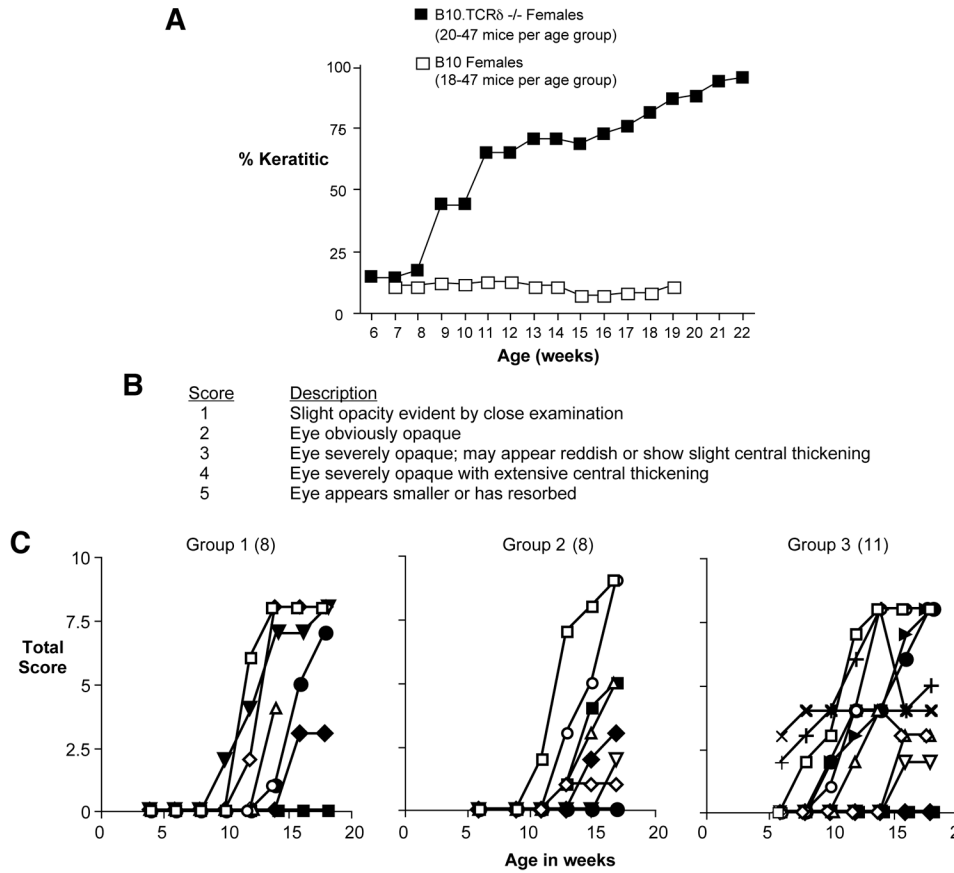 A
B10.TCRδ -/- Females
(20-47 mice per age group)
B10 Females
(18-47 mice per age group)
100
75
% Keratitic
50
25
0
6 7 8 9 10 11 12 13 14 15 16 17 18 19 20 21 22
Age (weeks)
B
Score Description
1 Slight opacity evident by close examination
2 Eye obviously opaque
3 Eye severely opaque; may appear reddish or show slight central thickening
4 Eye severely opaque with extensive central thickening
5 Eye appears smaller or has resorbed
C
Group 1 (8) Group 2 (8) Group 3 (11)
10
7.5
Total
Score
5
2.5
0
0 5 10 15 20 0 5 10 15 20 0 5 10 15
Age in weeks